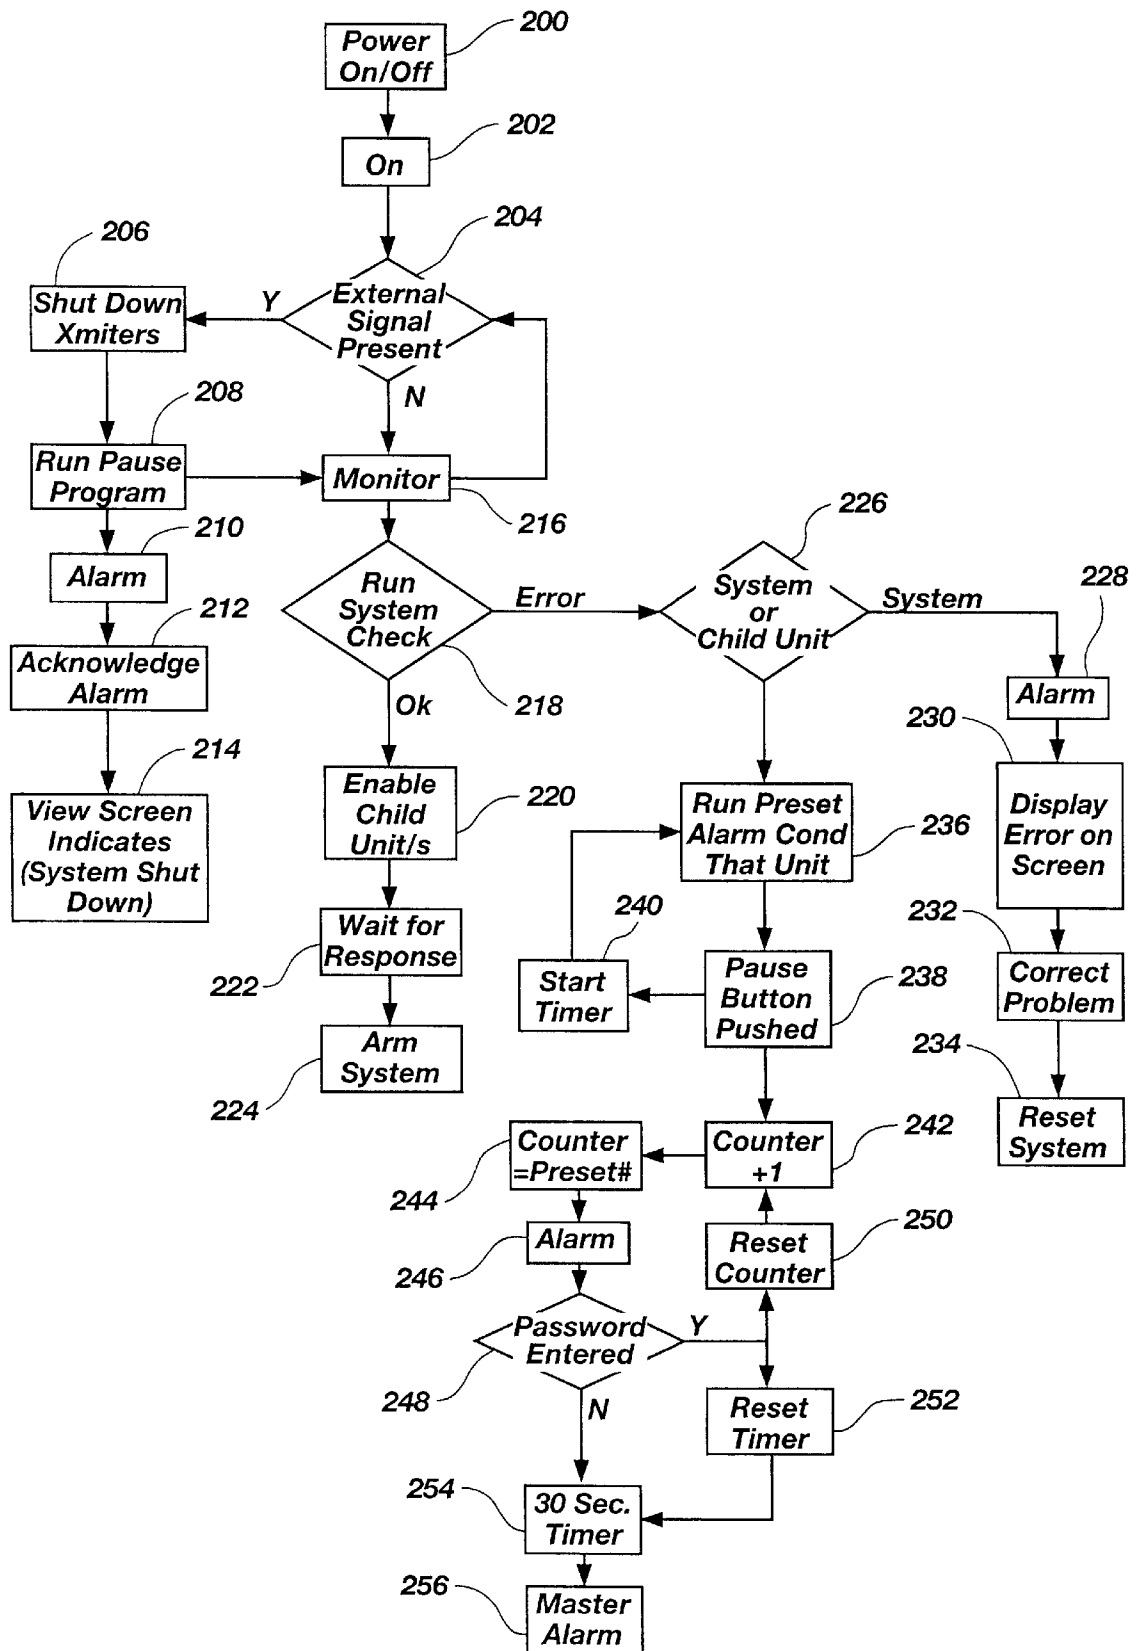 Power
On/Off
200
On
202
External
Signal
Present
204
Y
N
Shut Down
Xmiters
206
Run Pause
Program
208
Alarm
210
Acknowledge
Alarm
212
View Screen
Indicates
(System Shut
Down)
214
Monitor
216
Run
System
Check
218
Error
Ok
Enable
Child
Unit/s
220
Wait for
Response
222
Arm
System
224
System
or
Child Unit
226
System
Alarm
228
Display
Error on
Screen
230
Correct
Problem
232
Reset
System
234
Run Preset
Alarm Cond
That Unit
236
Pause
Button
Pushed
238
Start
Timer
240
Counter
+1
242
Counter
=Preset#
244
Alarm
246
Password
Entered
248
Y
N
Reset
Counter
250
Reset
Timer
252
30 Sec.
Timer
254
Master
Alarm
256